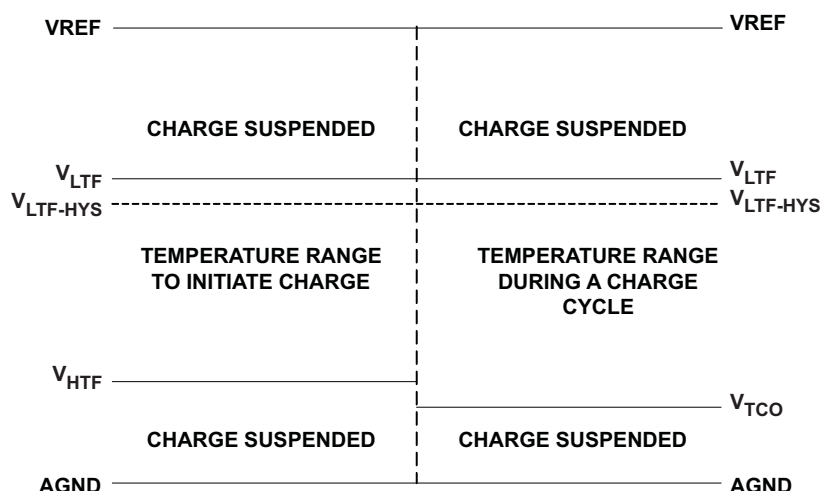 VREF
VREF
CHARGE SUSPENDED
CHARGE SUSPENDED
VLTF
VLTF
VLTF-HYS
VLTF-HYS
TEMPERATURE RANGE
TO INITIATE CHARGE
TEMPERATURE RANGE
DURING A CHARGE
CYCLE
VHTF
VTCO
CHARGE SUSPENDED
CHARGE SUSPENDED
AGND
AGND